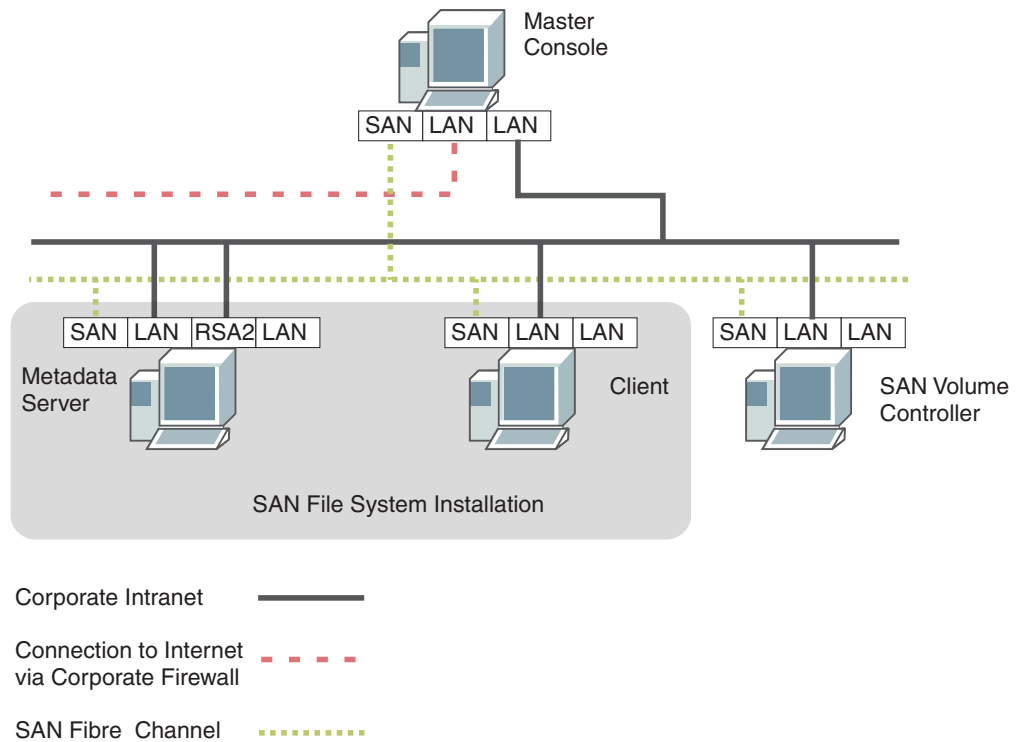 Master
Console
SAN LAN LAN
SAN LAN RSA2 LAN
SAN LAN LAN
SAN LAN LAN
Metadata
Server
Client
SAN Volume
Controller
SAN File System Installation
Corporate Intranet
Connection to Internet
via Corporate Firewall
SAN Fibre Channel